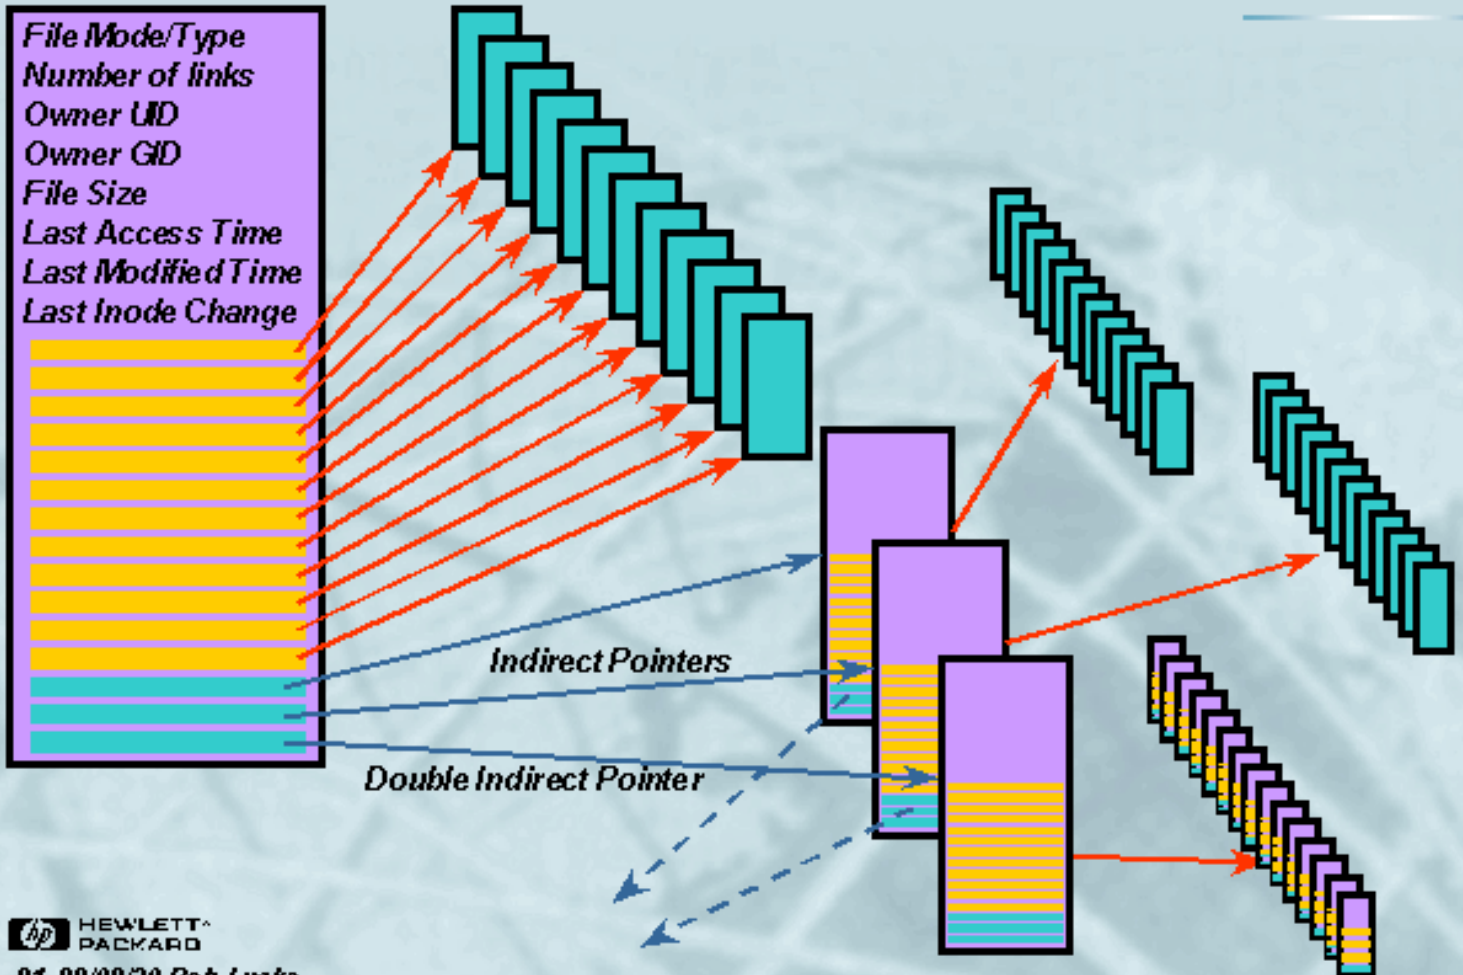 File Mode/Type
Number of links
Owner UID
Owner GID
File Size
Last Access Time
Last Modified Time
Last Inode Change
Indirect Pointers
Double Indirect Pointer
hp HEWLETT
PACKARD